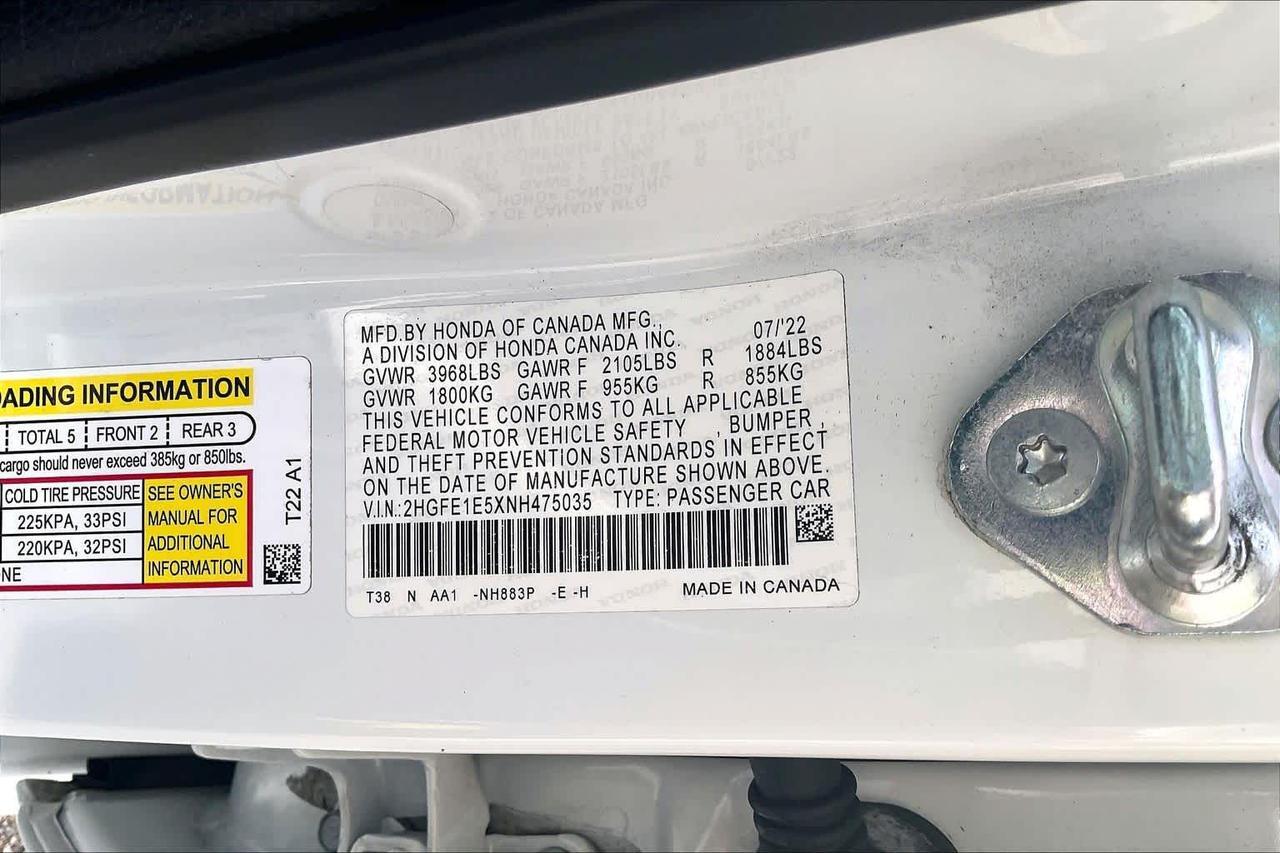 MFD.BY HONDA OF CANADA MFG.,
A DIVISION OF HONDA CANADA INC. 07/'22
GVWR 3968LBS GAWR F 2105LBS R 1884LBS
GVWR 1800KG GAWR F 955KG R 855KG
THIS VEHICLE CONFORMS TO ALL APPLICABLE
FEDERAL MOTOR VEHICLE SAFETY , BUMPER ,
AND THEFT PREVENTION STANDARDS IN EFFECT
ON THE DATE OF MANUFACTURE SHOWN ABOVE.
V.I.N.:2HGFE1E5XNH475035 TYPE: PASSENGER CAR
T38 N AA1 -NH883P -E -H MADE IN CANADA
INFORMATION
TOTAL 5 FRONT 2 REAR 3
cargo should never exceed 385kg or 850lbs.
COLD TIRE PRESSURE
225KPA, 33PSI
220KPA, 32PSI
SEE OWNER'S
MANUAL FOR
ADDITIONAL
INFORMATION
T22 A1